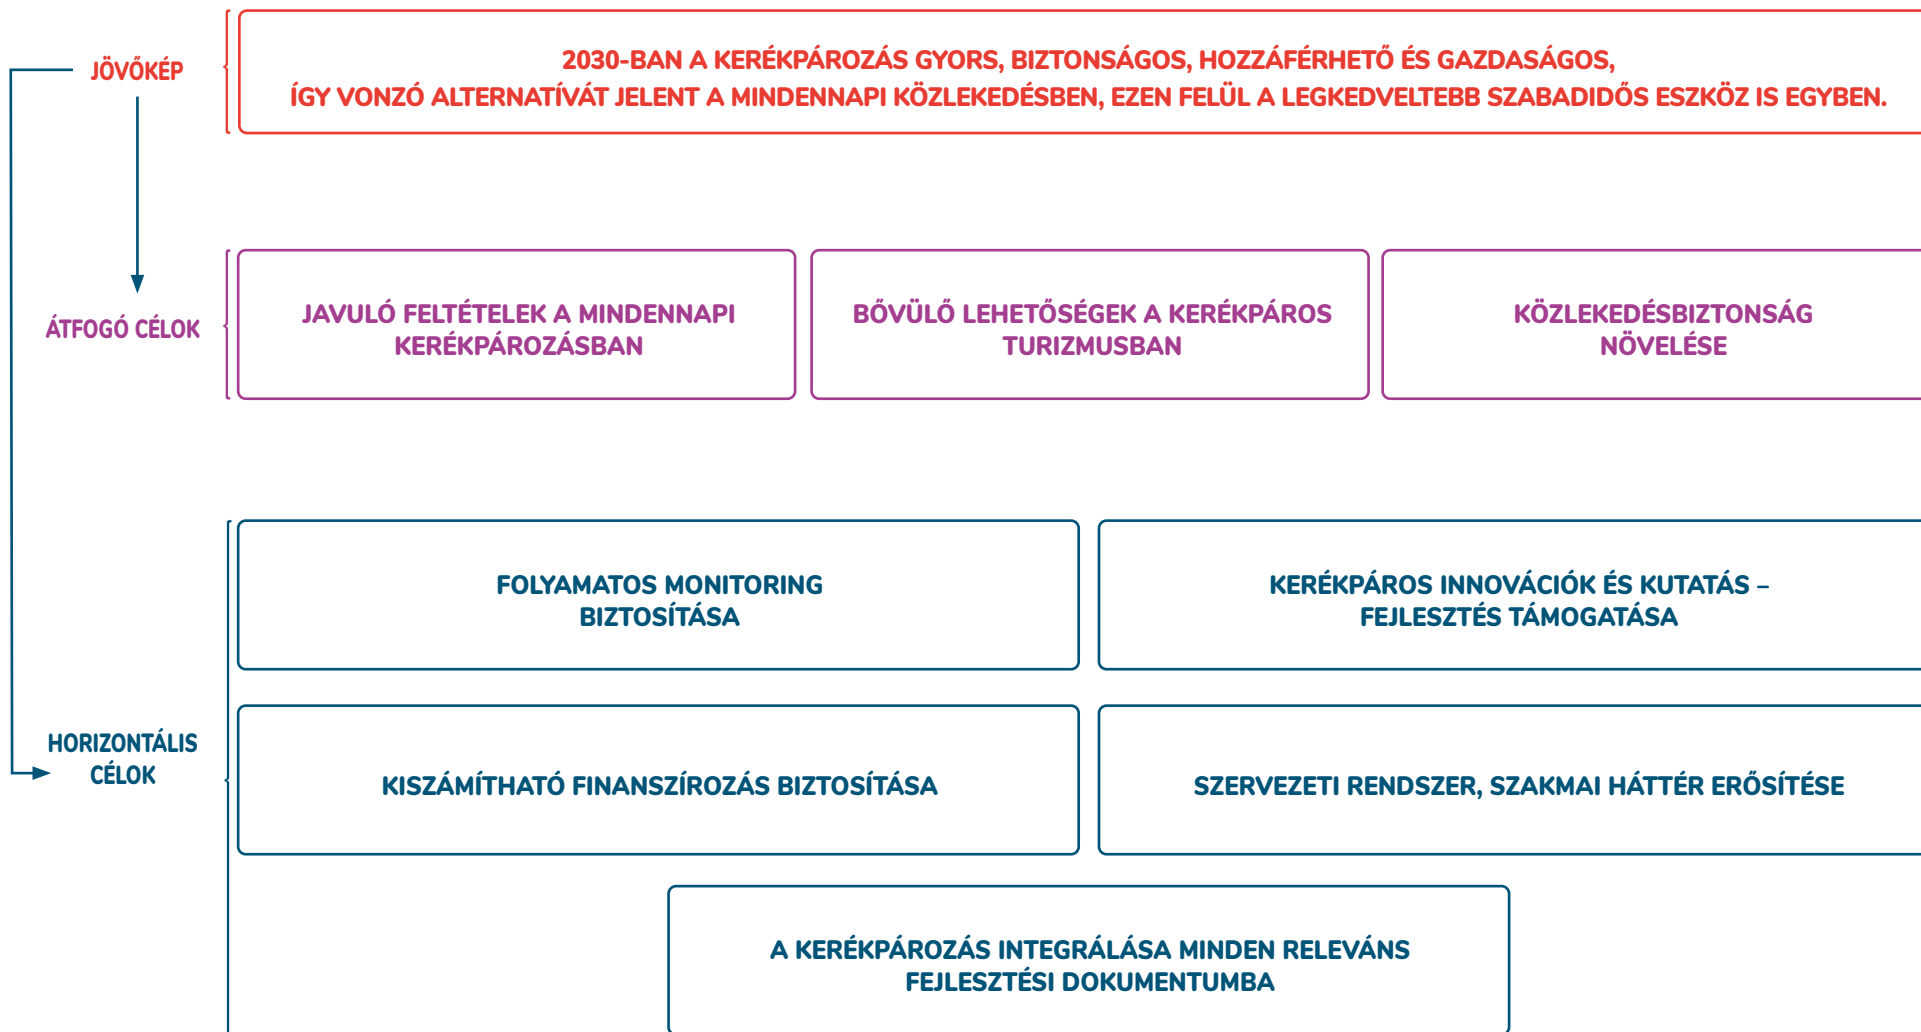 JÖVŐKÉP
2030-BAN A KERÉKPÁROZÁS GYORS, BIZTONSÁGOS, HOZZÁFÉRHETŐ ÉS GAZDASÁGOS,
ÍGY VONZÓ ALTERNATÍVÁT JELENT A MINDENNAPI KÖZLEKEDÉSBEN, EZEN FELÜL A LEGKEDVELTEBB SZABADIDŐS ESZKÖZ IS EGYBEN.
ÁTFOGÓ CÉLOK
JAVULÓ FELTÉTELEK A MINDENNAPI
KERÉKPÁROZÁSBAN
BŐVÜLŐ LEHETŐSÉGEK A KERÉKPÁROS
TURIZMUSBAN
KÖZLEKEDÉSBIZTONSÁG
NÖVELÉSE
HORIZONTÁLIS
CÉLOK
FOLYAMATOS MONITORING
BIZTOSÍTÁSA
KERÉKPÁROS INNOVÁCIÓK ÉS KUTATÁS –
FEJLESZTÉS TÁMOGATÁSA
KISZÁMÍTHATÓ FINANSZÍROZÁS BIZTOSÍTÁSA
SZERVEZETI RENDSZER, SZAKMAI HÁTTÉR ERŐSÍTÉSE
A KERÉKPÁROZÁS INTEGRÁLÁSA MINDEN RELEVÁNS
FEJLESZTÉSI DOKUMENTUMBA